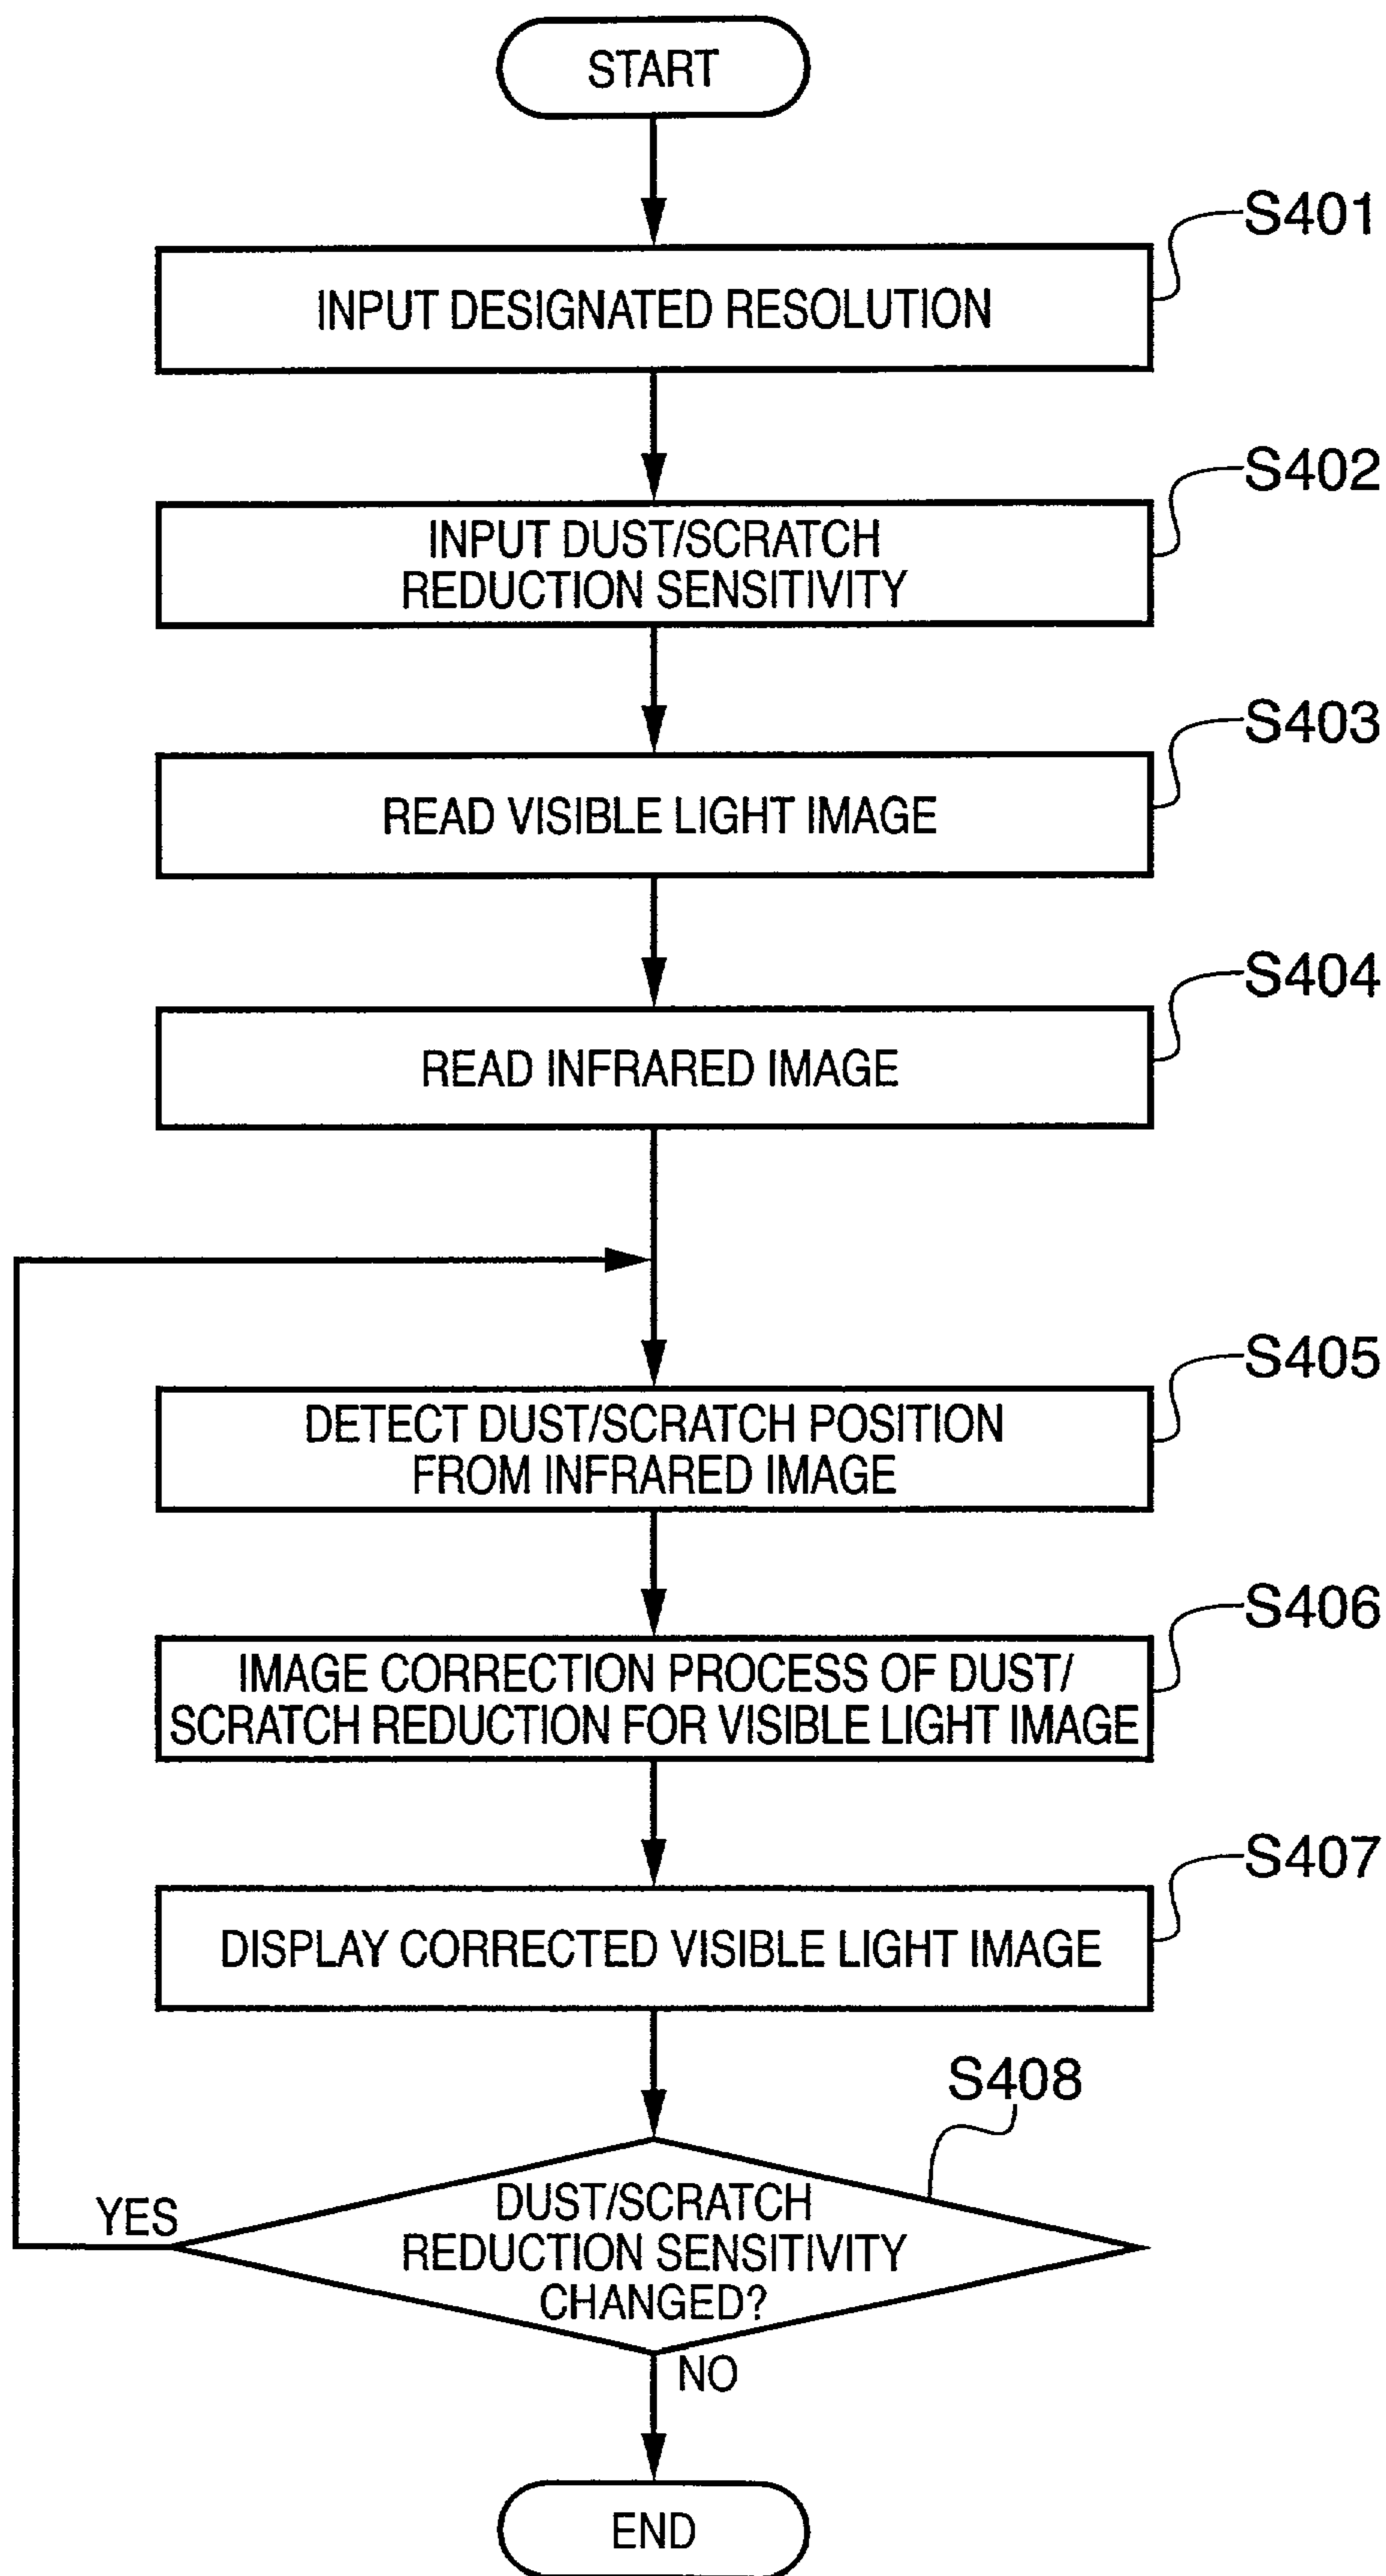 START
S401
INPUT DESIGNATED RESOLUTION
S402
INPUT DUST/SCRATCH
REDUCTION SENSITIVITY
S403
READ VISIBLE LIGHT IMAGE
S404
READ INFRARED IMAGE
S405
DETECT DUST/SCRATCH POSITION
FROM INFRARED IMAGE
S406
IMAGE CORRECTION PROCESS OF DUST/
SCRATCH REDUCTION FOR VISIBLE LIGHT IMAGE
S407
DISPLAY CORRECTED VISIBLE LIGHT IMAGE
S408
DUST/SCRATCH
REDUCTION SENSITIVITY
CHANGED?
YES
NO
END